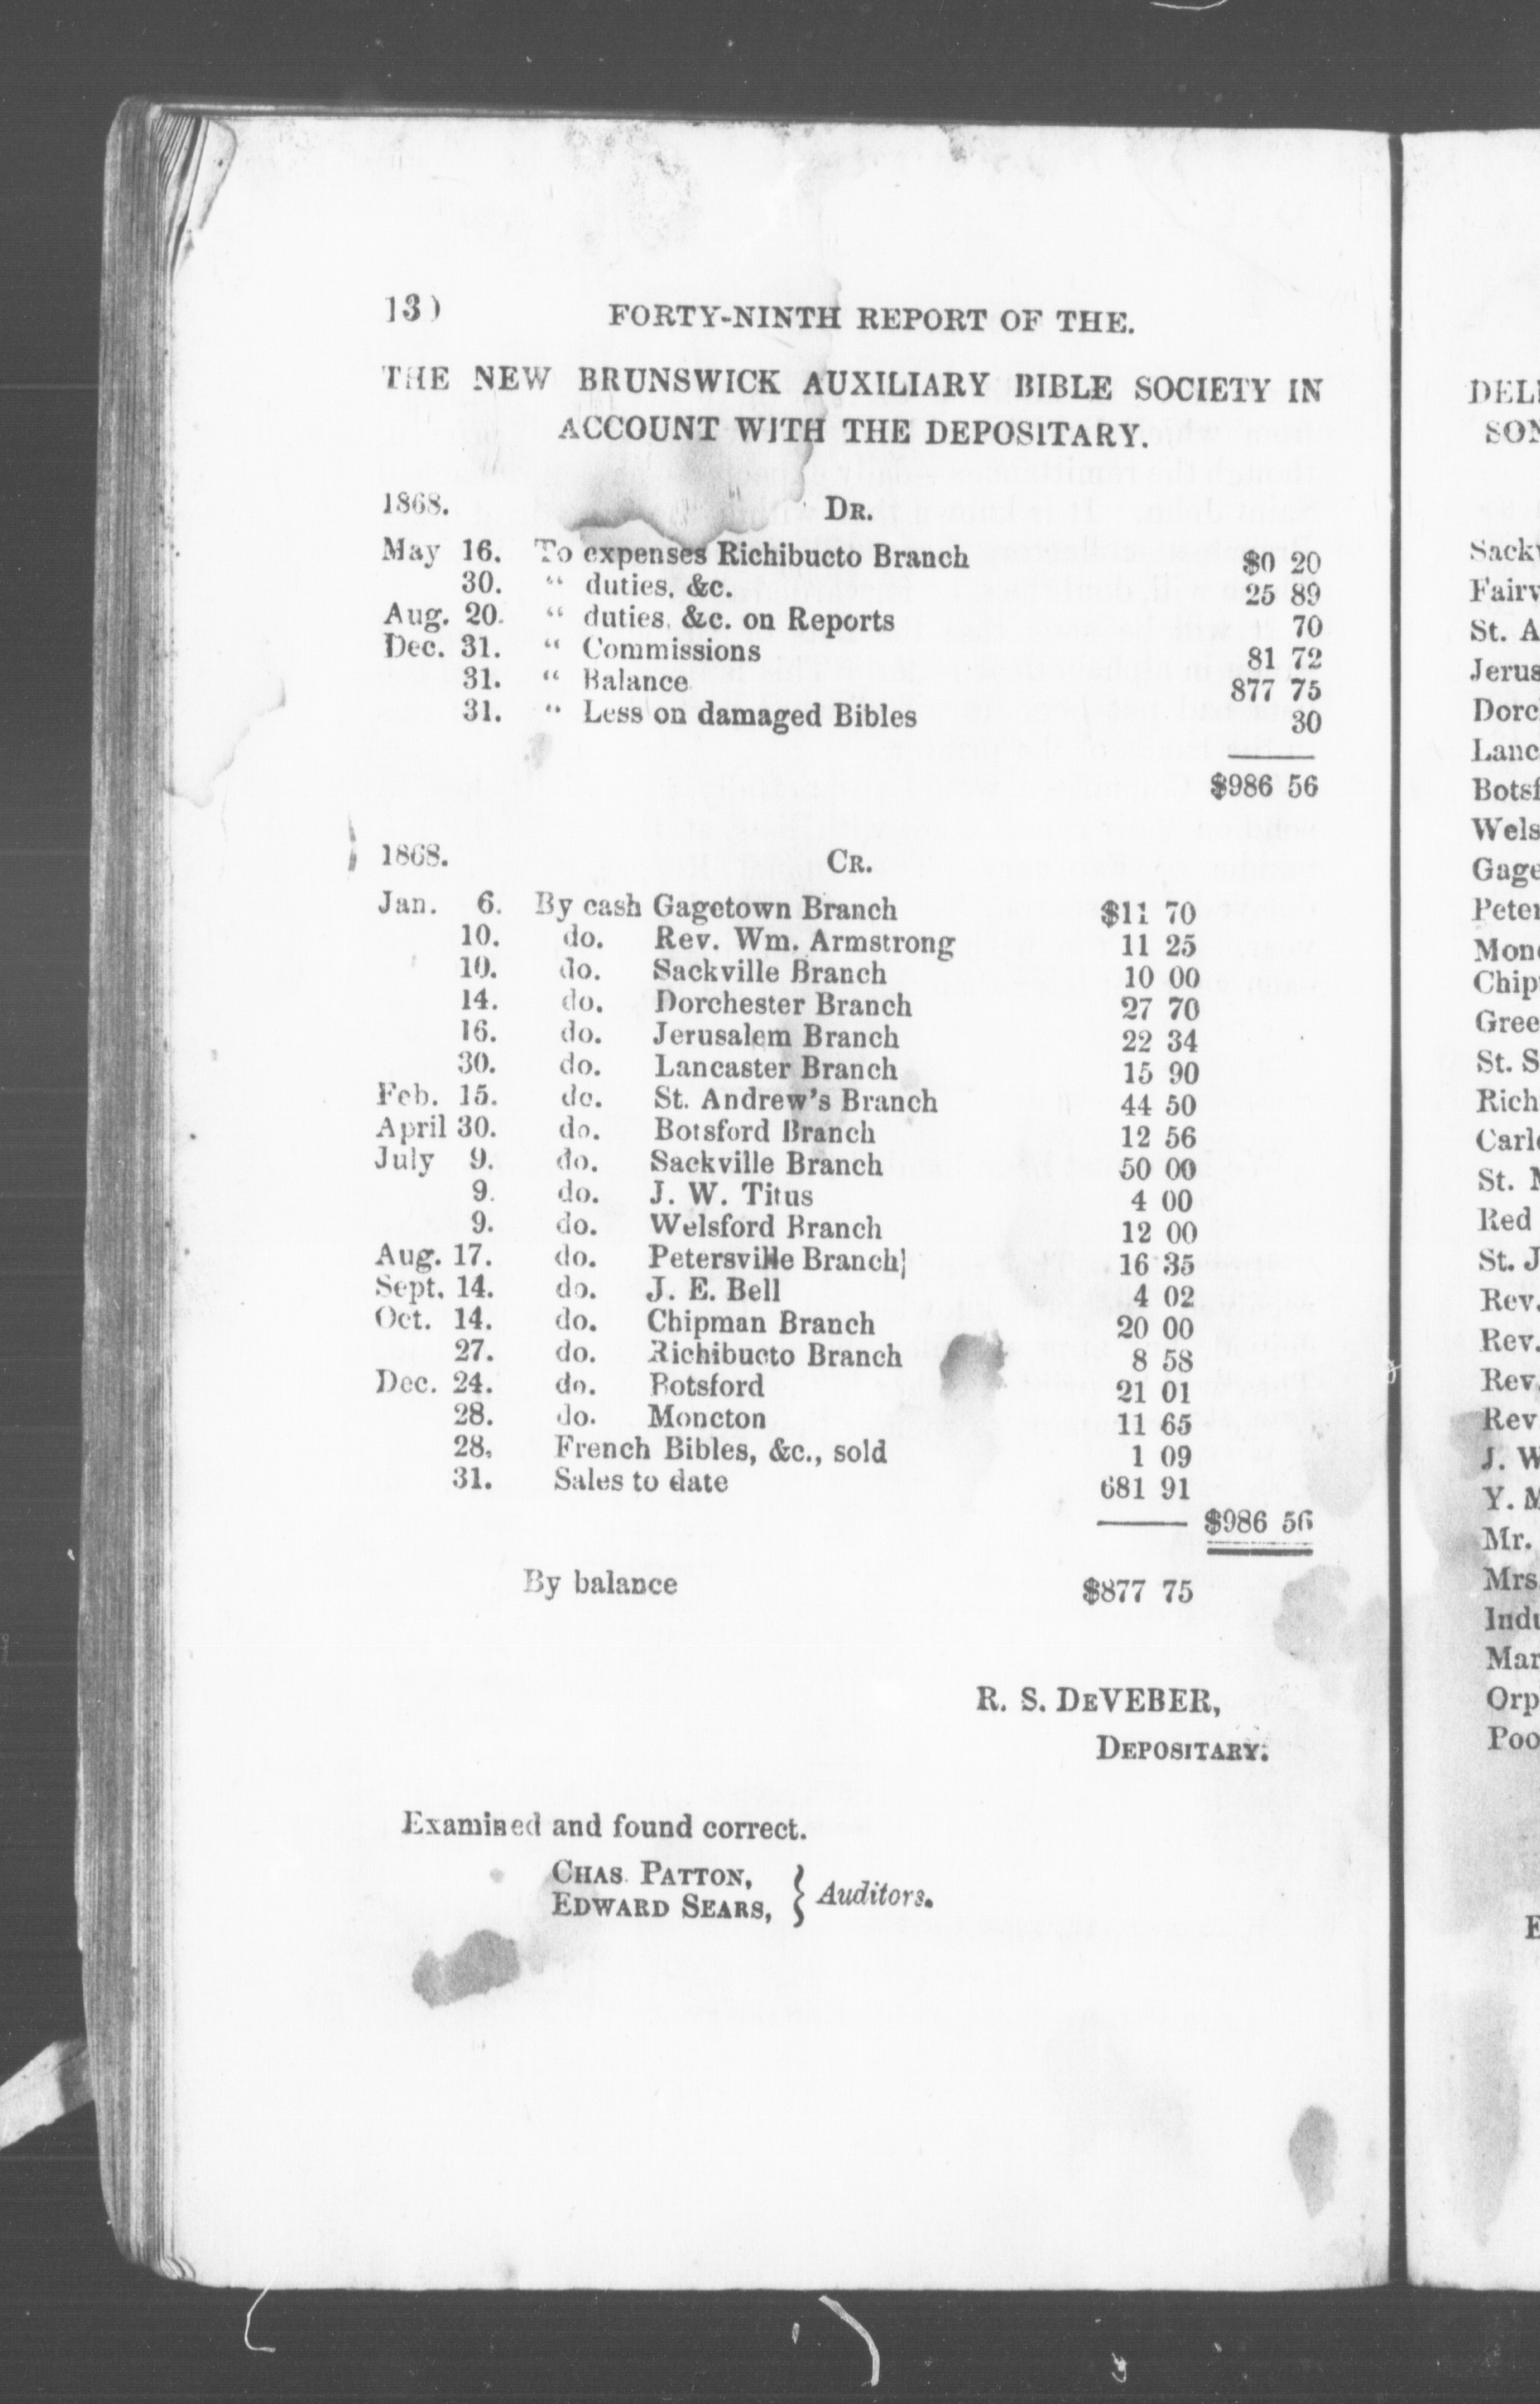 13)
FORTY-NINTH REPORT OF THE.
THE NEW BRUNSWICK AUXILIARY BIBLE SOCIETY IN
ACCOUNT WITH THE DEPOSITARY.
1868. DR.
May 16. To expenses Richibucto Branch $0 20
30. “ duties, &c. 25 89
Aug. 20. “ duties, &c. on Reports 70
Dec. 31. “ Commissions 81 72
31. “ Balance 877 75
31. “ Less on damaged Bibles 30
$986 56
1868. CR.
Jan. 6. By cash Gagetown Branch $11 70
10. do. Rev. Wm. Armstrong 11 25
10. do. Sackville Branch 10 00
14. do. Dorchester Branch 27 70
16. do. Jerusalem Branch 22 34
30. do. Lancaster Branch 15 90
Feb. 15. do. St. Andrew’s Branch 44 50
April 30. do. Botsford Branch 12 56
July 9. do. Sackville Branch 50 00
9. do. J. W. Titus 4 00
9. do. Welsford Branch 12 00
Aug. 17. do. Petersville Branch 16 35
Sept. 14. do. J. E. Bell 4 02
Oct. 14. do. Chipman Branch 20 00
27. do. Richibucto Branch 8 58
Dec. 24. do. Botsford 21 01
28. do. Moncton 11 65
28, French Bibles, &c., sold 1 09
31. Sales to date 681 91
$986 56
By balance $877 75
R. S. DEVEBER,
DEPOSITARY.
Examined and found correct.
CHAS. PATTON,
EDWARD SEARS, } Auditors.
DEL
SON
Sack
Fairv
St. A
Jerus
Dorc
Lanc
Botsf
Wels
Gage
Peter
Mon
Chip
Gree
St. S
Rich
Carl
St. M
Red
St. J
Rev.
Rev.
Rev
Rev
J. W
Y. M
Mr.
Mrs
Indu
Mar
Orp
Poo
E